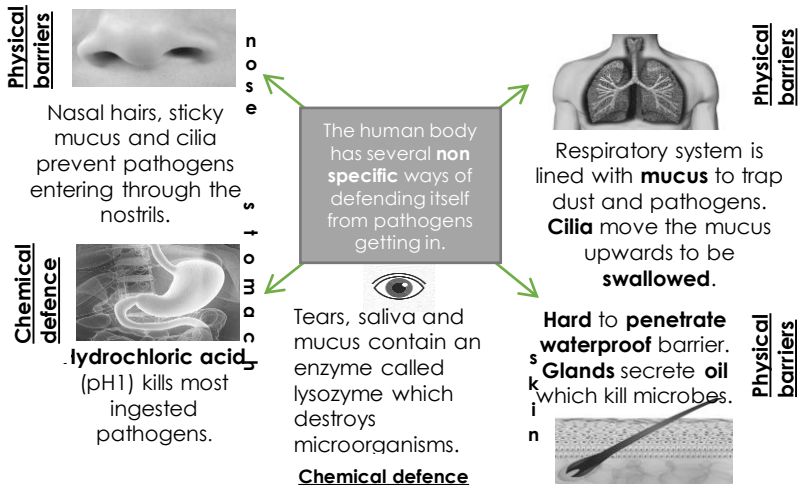 Physical
barriers
nose
Nasal hairs, sticky
mucus and cilia
prevent pathogens
entering through the
nostrils.
The human body
has several non
specific ways of
defending itself
from pathogens
getting in.
Physical
barriers
Respiratory system is
lined with mucus to trap
dust and pathogens.
Cilia move the mucus
upwards to be
swallowed.
Chemical
defence
stomach
ydrochloric acid
(pH1) kills most
ingested
pathogens.
Tears, saliva and
mucus contain an
enzyme called
lysozyme which
destroys
microorganisms.
Chemical defence
skin
Hard to penetrate
waterproof barrier.
Glands secrete oil
which kill microbes.
Physical
barriers